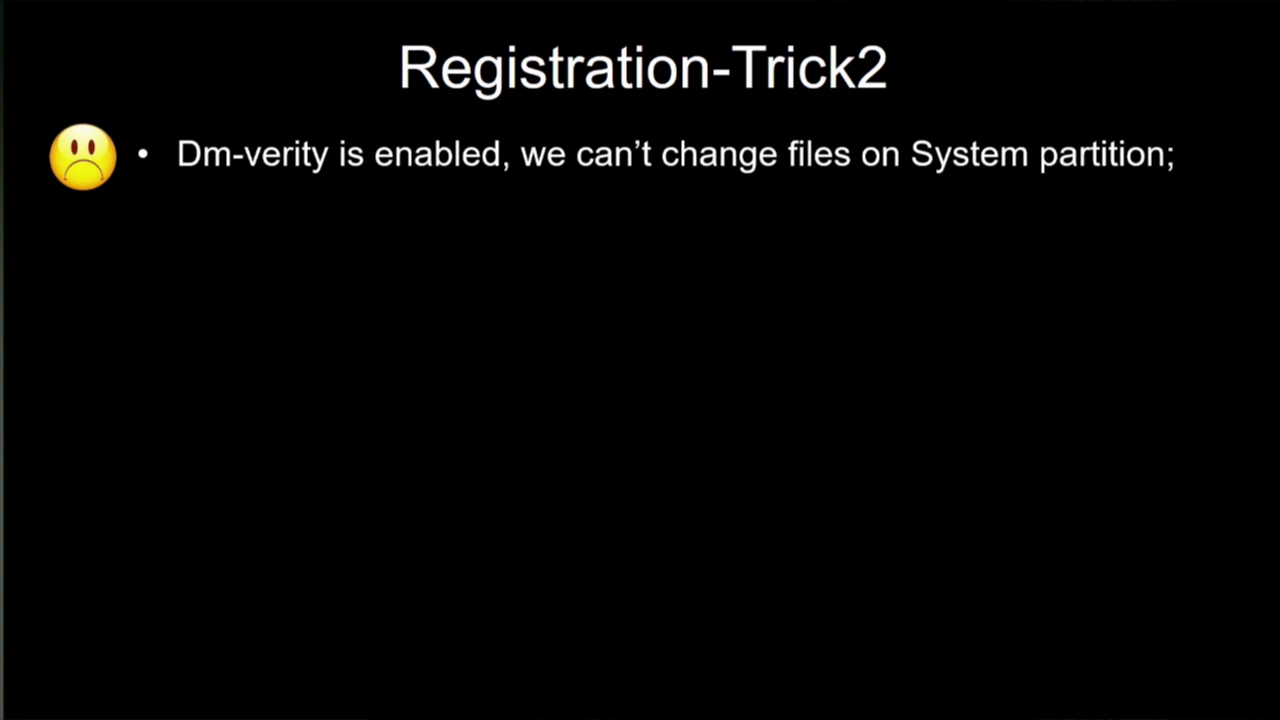 Registration-Trick2
• Dm-verity is enabled, we can’t change files on System partition;